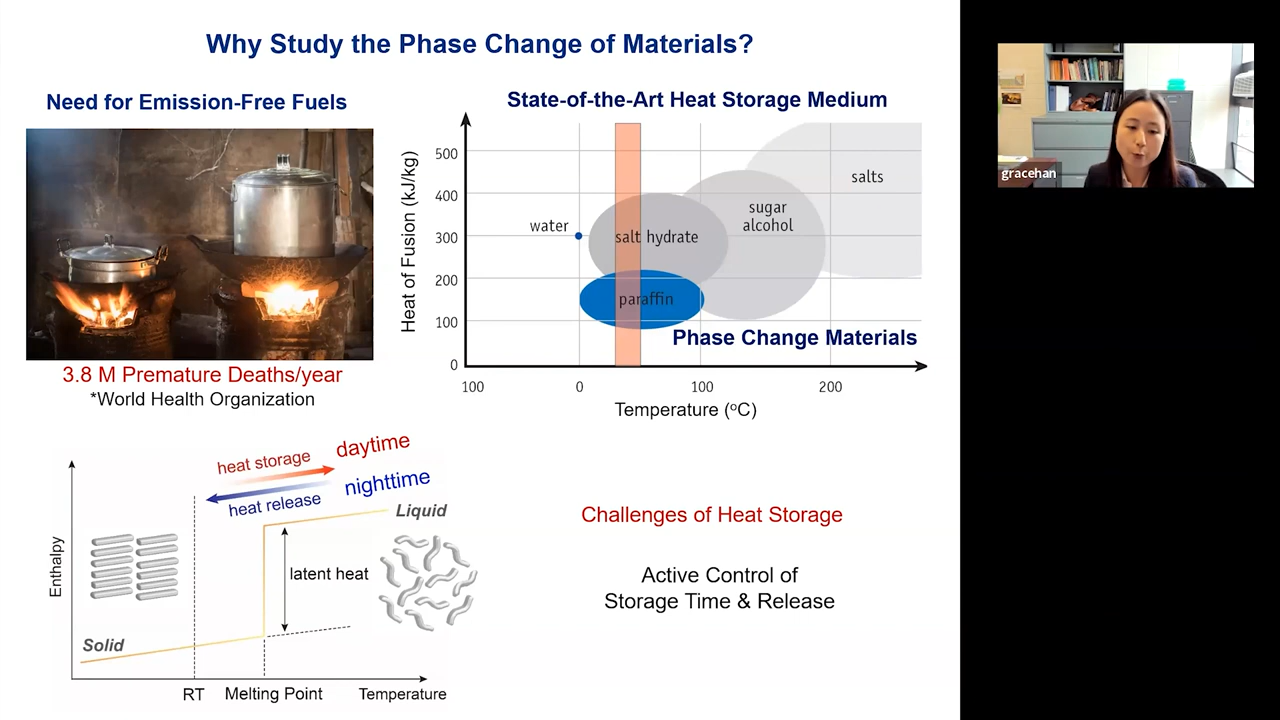 Why Study the Phase Change of Materials?
Need for Emission-Free Fuels
3.8 M Premature Deaths/year
*World Health Organization
State-of-the-Art Heat Storage Medium
Heat of Fusion (kJ/kg)
500
400
300
200
100
0
water
salt hydrate
paraffin
sugar
alcohol
salts
Phase Change Materials
100
0
100
200
Temperature (°C)
heat storage
daytime
heat release
nighttime
Enthalpy
Liquid
latent heat
Solid
RT
Melting Point
Temperature
Challenges of Heat Storage
Active Control of
Storage Time & Release
gracehan